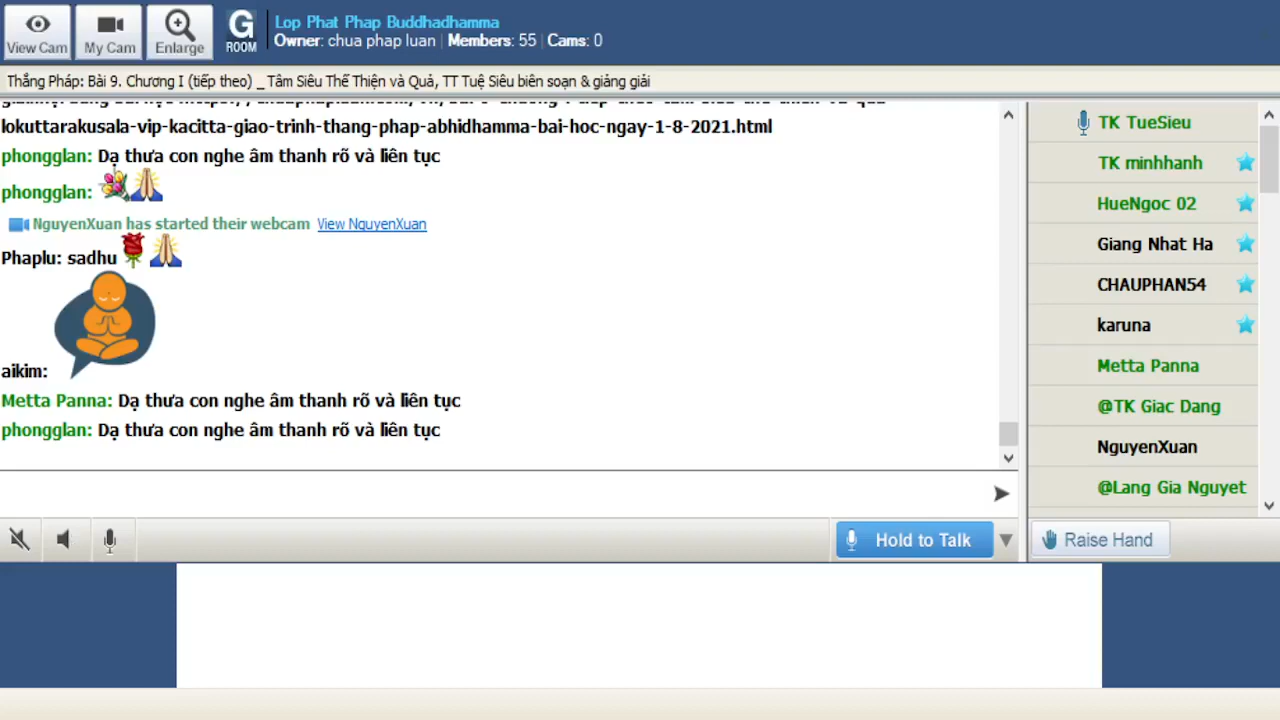 View Cam
My Cam
Enlarge
G
ROOM
Lop Phat Phap Buddhadhamma
Owner: chua phap luan | Members: 55 | Cams: 0
Thắng Pháp: Bài 9. Chương I (tiếp theo) _ Tâm Siêu Thế Thiện và Quả, TT Tuệ Siêu biên soạn & giảng giải
lokuttarakusala-vip-kacitta-giao-trinh-thang-phap-abhidhamma-bai-hoc-ngay-1-8-2021.html
phongglan: Dạ thưa con nghe âm thanh rõ và liên tục
phongglan:
NguyenXuan has started their webcam View NguyenXuan
Phaplu: sadhu
aikim:
Metta Panna: Dạ thưa con nghe âm thanh rõ và liên tục
phongglan: Dạ thưa con nghe âm thanh rõ và liên tục
Hold to Talk
TK TueSieu
TK minhhanh
HueNgoc 02
Giang Nhat Ha
CHAUPHAN54
karuna
Metta Panna
@TK Giac Dang
NguyenXuan
@Lang Gia Nguyet
Raise Hand